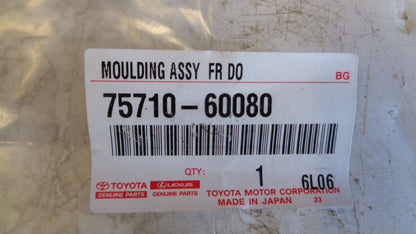 MOULDING ASSY FR DO
BG
75710-60080
QTY: 1 6L06
TOYOTA LEXUS TOYOTA MOTOR CORPORATION
GENUINE PARTS GENUINE PARTS MADE IN JAPAN 23